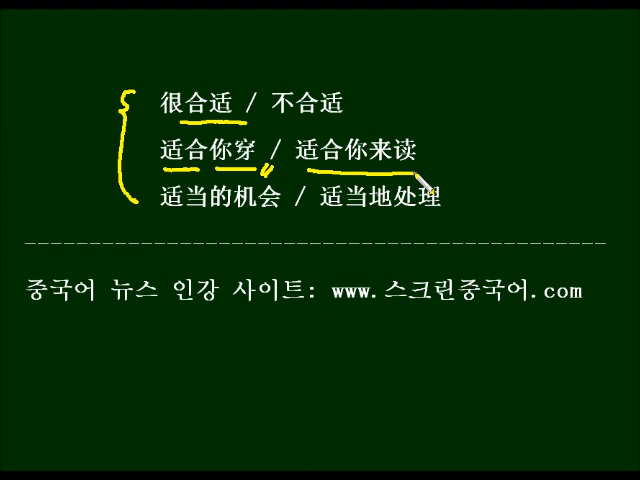 很合适 / 不合适
适合你穿 / 适合你来读
适当的机会 / 适当地处理
중국어 뉴스 인강 사이트: www.스크린중국어.com